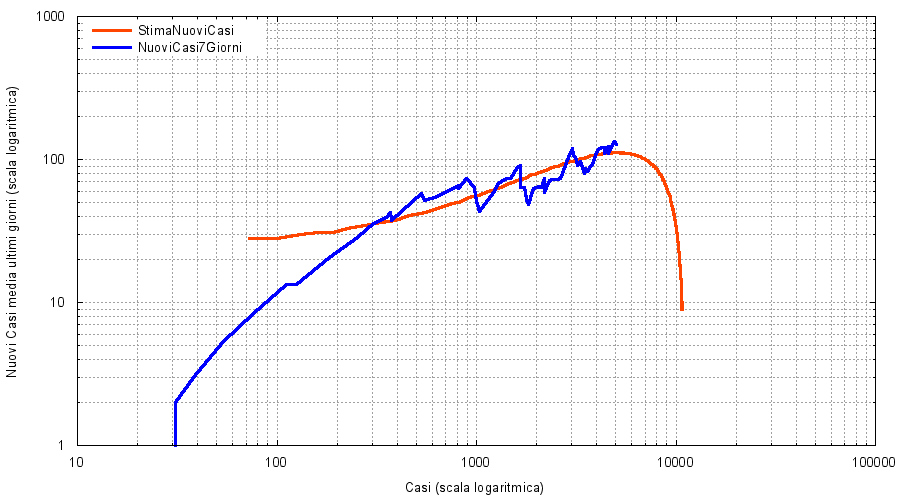 1000
StimaNuoviCasi
NuoviCasi7Giorni
100
Nuovi Casi media ultimi giorni (scala logaritmica)
10
1
10 100 1000 10000 100000
Casi (scala logaritmica)